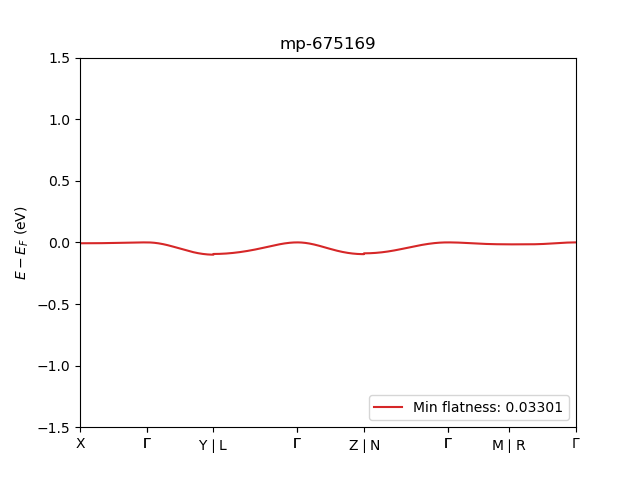 mp-675169
E − E_F (eV)
1.5
1.0
0.5
0.0
−0.5
−1.0
−1.5
Min flatness: 0.03301
X Γ Y | L Γ Z | N Γ M | R Γ